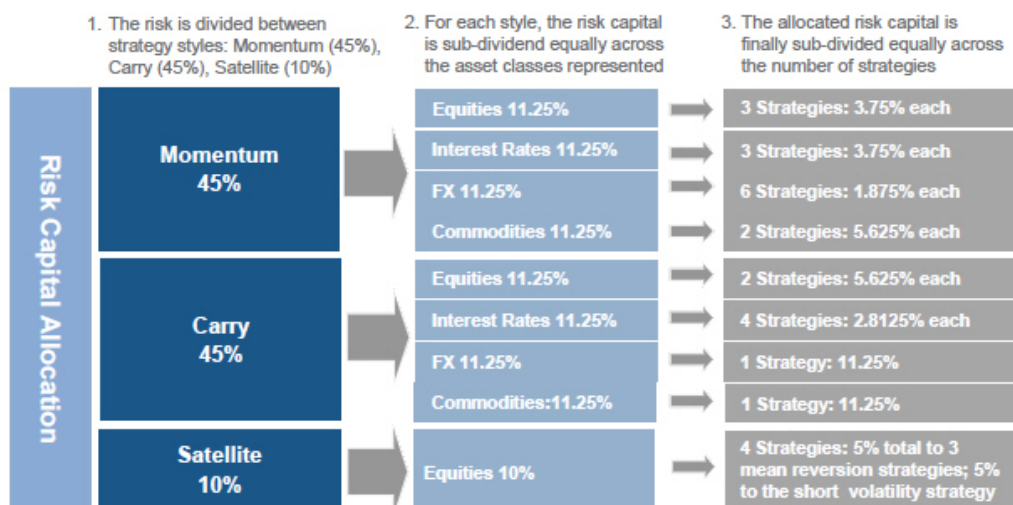 1. The risk is divided between
strategy styles: Momentum (45%),
Carry (45%), Satellite (10%)
2. For each style, the risk capital
is sub-dividend equally across
the asset classes represented
3. The allocated risk capital is
finally sub-divided equally across
the number of strategies
Risk Capital Allocation
Momentum
45%
Equities 11.25%
3 Strategies: 3.75% each
Interest Rates 11.25%
3 Strategies: 3.75% each
FX 11.25%
6 Strategies: 1.875% each
Commodities 11.25%
2 Strategies: 5.625% each
Carry
45%
Equities 11.25%
2 Strategies: 5.625% each
Interest Rates 11.25%
4 Strategies: 2.8125% each
FX 11.25%
1 Strategy: 11.25%
Commodities:11.25%
1 Strategy: 11.25%
Satellite
10%
Equities 10%
4 Strategies: 5% total to 3
mean reversion strategies; 5%
to the short volatility strategy